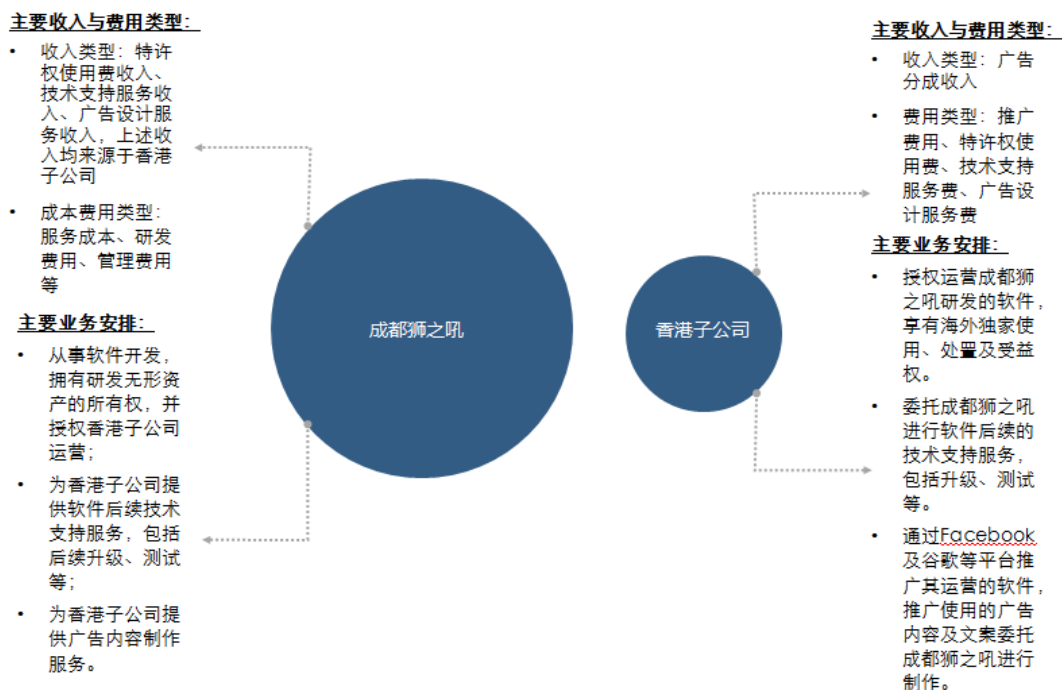 主要收入与费用类型：
• 收入类型：特许
权使用费收入、
技术支持服务收
入、广告设计服
务收入，上述收
入均来源于香港
子公司
• 成本费用类型：
服务成本、研发
费用、管理费用
等
主要业务安排：
• 从事软件开发，
拥有研发无形资
产的所有权，并
授权香港子公司
运营；
• 为香港子公司提
供软件后续技术
支持服务，包括
后续升级、测试
等；
• 为香港子公司提
供广告内容制作
服务。
成都狮之吼
香港子公司
主要收入与费用类型：
• 收入类型：广告
分成收入
• 费用类型：推广
费用、特许权使
用费、技术支持
服务费、广告设
计服务费
主要业务安排：
• 授权运营成都狮
之吼研发的软件，
享有海外独家使
用、处置及受益
权。
• 委托成都狮之吼
进行软件后续的
技术支持服务，
包括升级、测试
等。
• 通过Facebook
及谷歌等平台推
广其运营的软件，
推广使用的广告
内容及文案委托
成都狮之吼进行
制作。